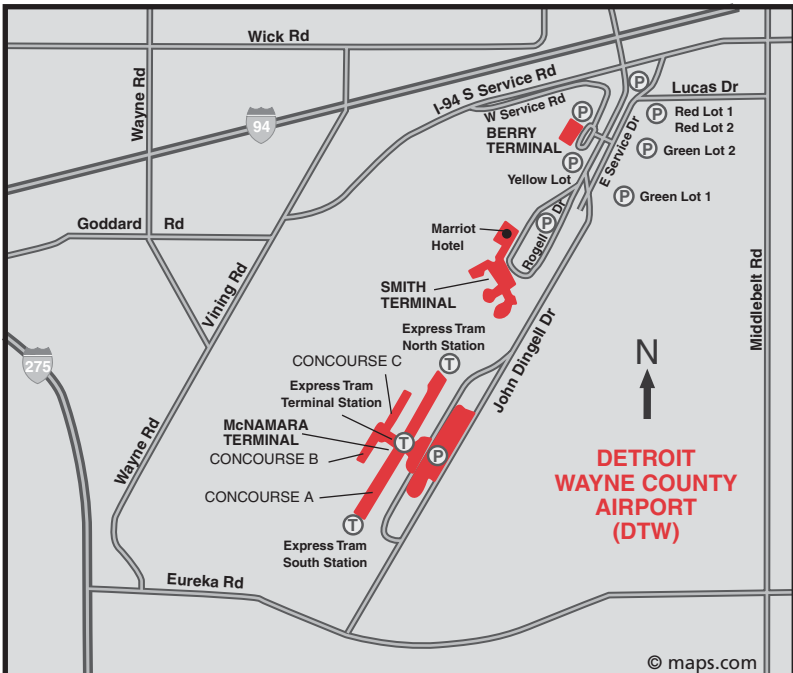 Wick Rd
Wayne Rd
94
I-94 S Service Rd
W Service Rd
Lucas Dr
P
P
P
Red Lot 1
Red Lot 2
BERRY
TERMINAL
E Service Dr
P
Green Lot 2
P
Yellow Lot
P
Green Lot 1
Goddard Rd
Marriot
Hotel
P
Rogell Dr
Vining Rd
SMITH
TERMINAL
Middlebelt Rd
Express Tram
North Station
T
John Dingell Dr
N
275
CONCOURSE C
Express Tram
Terminal Station
McNAMARA
TERMINAL
T
CONCOURSE B
P
Wayne Rd
CONCOURSE A
T
Express Tram
South Station
DETROIT
WAYNE COUNTY
AIRPORT
(DTW)
Eureka Rd
© maps.com